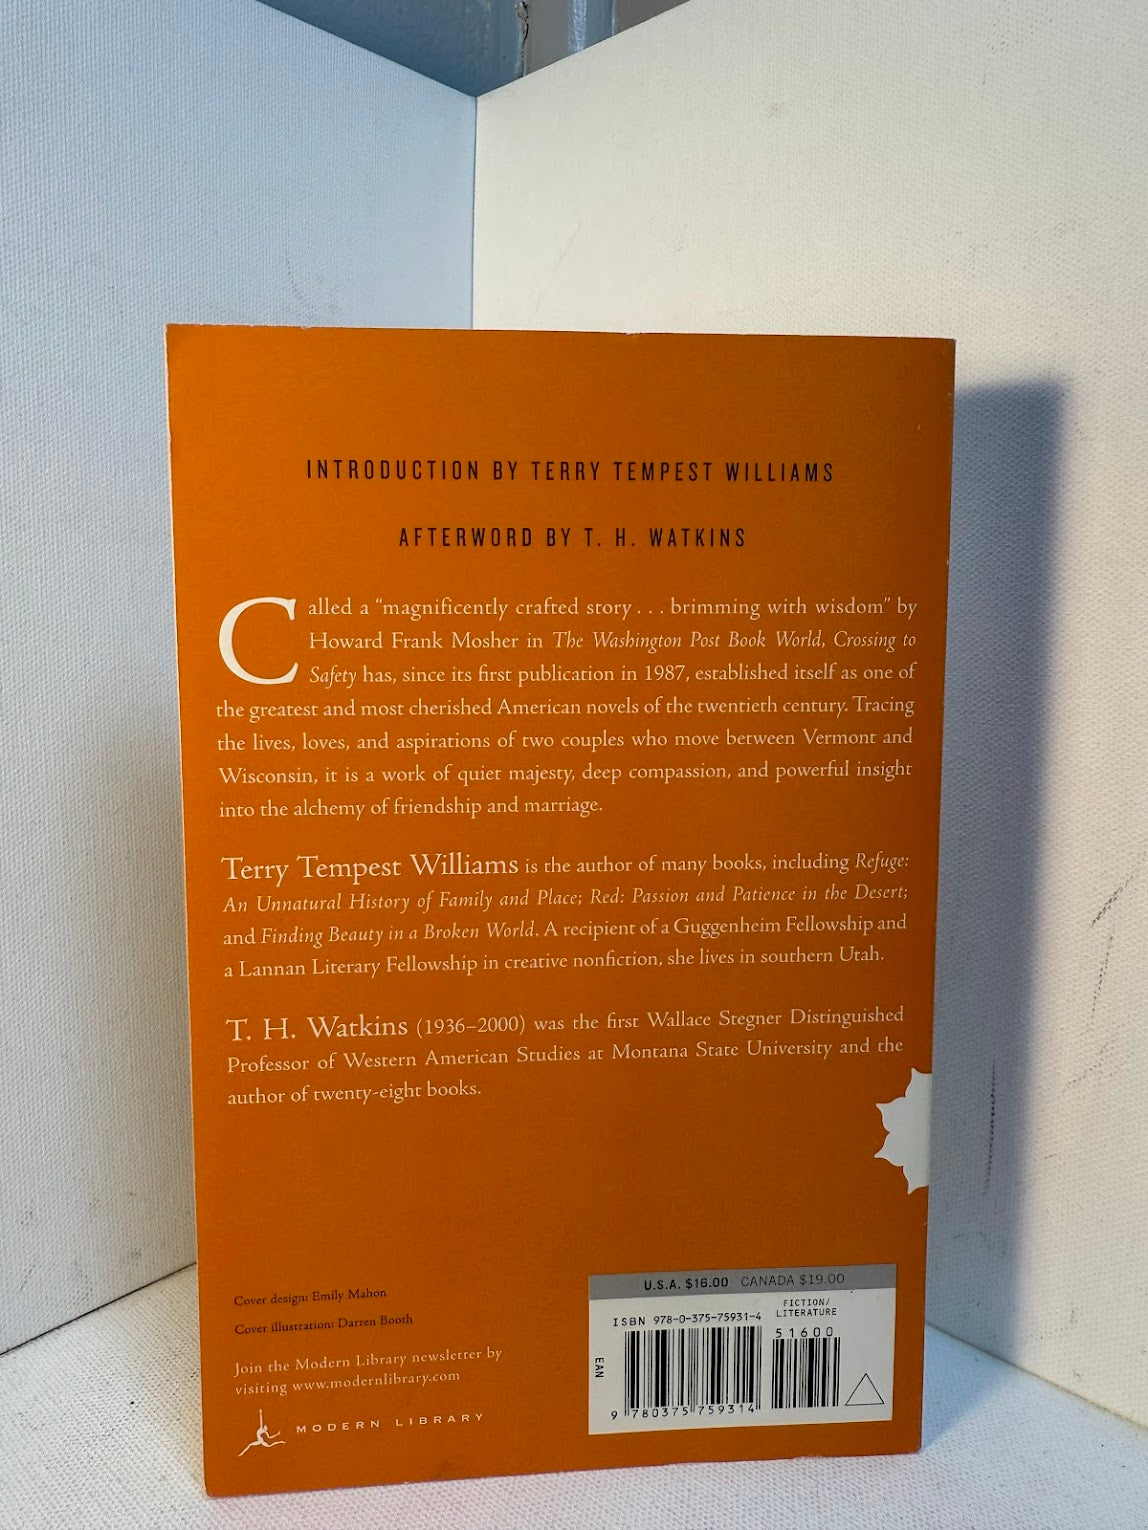 INTRODUCTION BY TERRY TEMPEST WILLIAMS
AFTERWORD BY T. H. WATKINS
Called a “magnificently crafted story . . . brimming with wisdom” by
Howard Frank Mosher in The Washington Post Book World, Crossing to
Safety has, since its first publication in 1987, established itself as one of
the greatest and most cherished American novels of the twentieth century. Tracing
the lives, loves, and aspirations of two couples who move between Vermont and
Wisconsin, it is a work of quiet majesty, deep compassion, and powerful insight
into the alchemy of friendship and marriage.
Terry Tempest Williams is the author of many books, including Refuge:
An Unnatural History of Family and Place; Red: Passion and Patience in the Desert;
and Finding Beauty in a Broken World. A recipient of a Guggenheim Fellowship and
a Lannan Literary Fellowship in creative nonfiction, she lives in southern Utah.
T. H. Watkins (1936–2000) was the first Wallace Stegner Distinguished
Professor of Western American Studies at Montana State University and the
author of twenty-eight books.
Cover design: Emily Mahon
Cover illustration: Darren Booth
Join the Modern Library newsletter by
visiting www.modernlibrary.com
MODERN LIBRARY
U.S.A. $16.00 CANADA $19.00
FICTION/
LITERATURE
ISBN 978-0-375-75931-4
51600
EAN
9 780375 759314